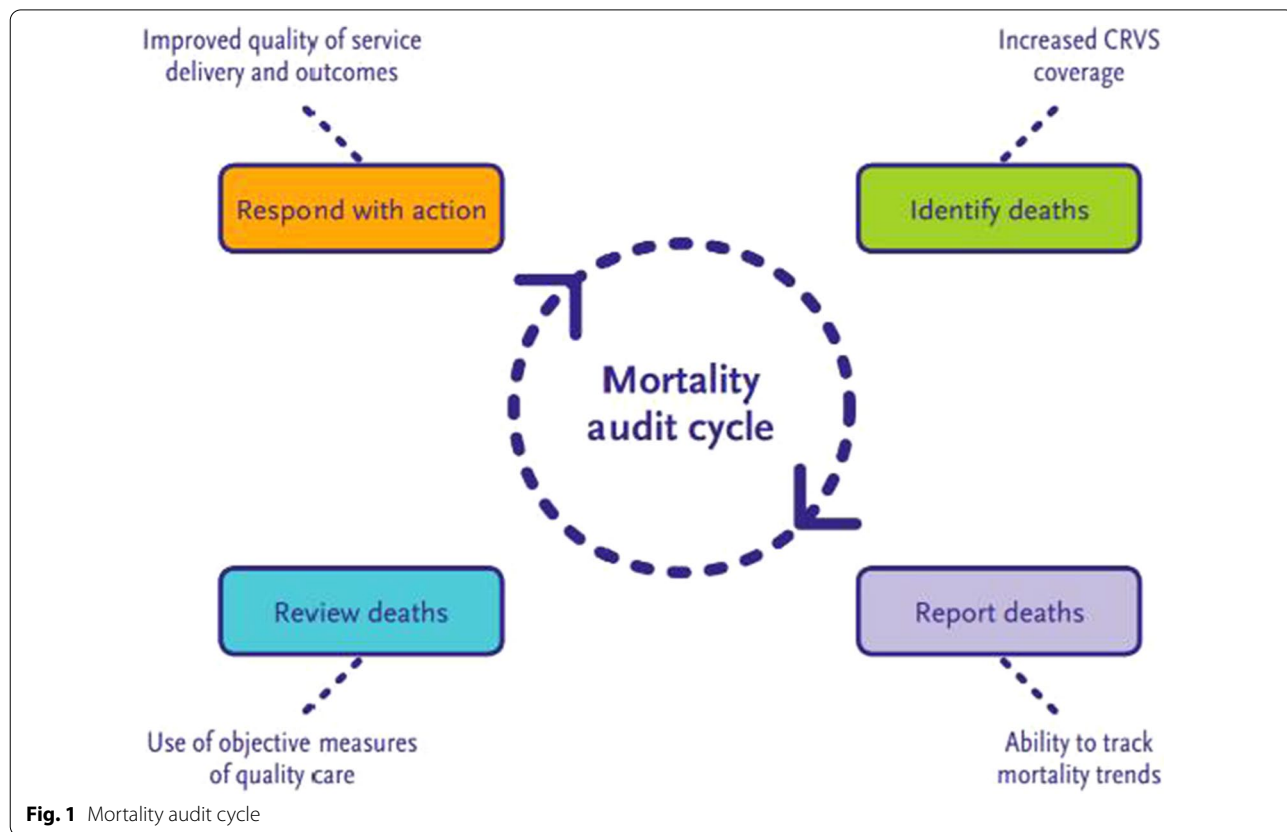 Improved quality of service
delivery and outcomes
Increased CRVS
coverage
Respond with action
Identify deaths
Mortality
audit cycle
Review deaths
Report deaths
Use of objective measures
of quality care
Ability to track
mortality trends
Fig. 1 Mortality audit cycle